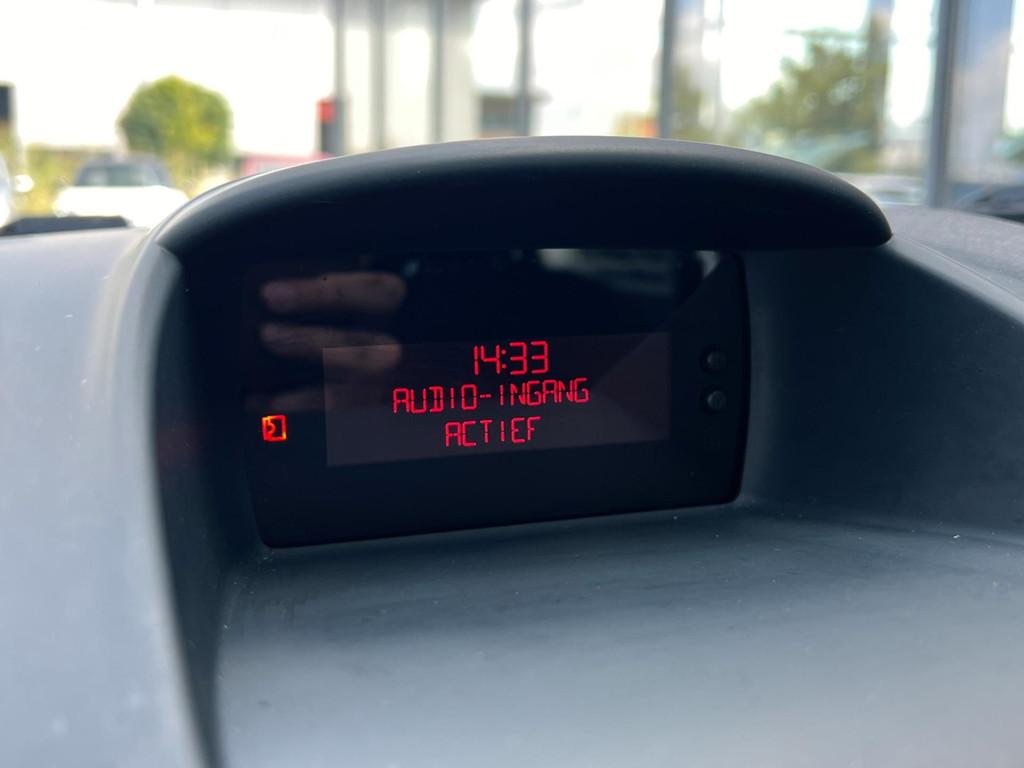 14:33
AUDIO-INGANG
ACTIEF